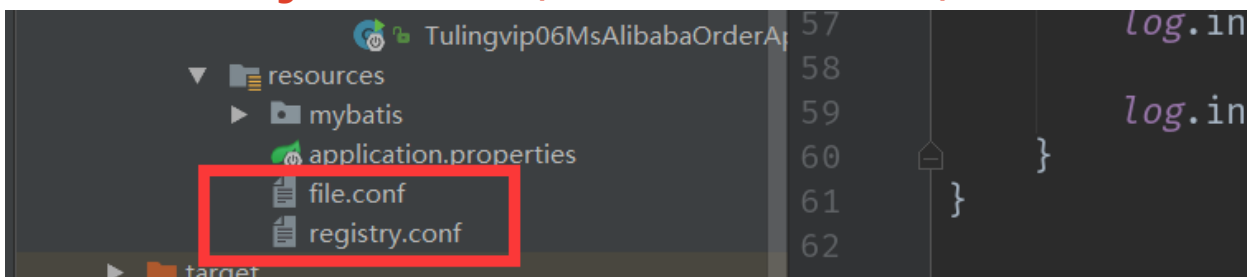 Tulingvip06MsAlibabaOrderAp
resources
mybatis
application.properties
file.conf
registry.conf
target
57 log.in
58
59 log.in
60 }
61 }
62